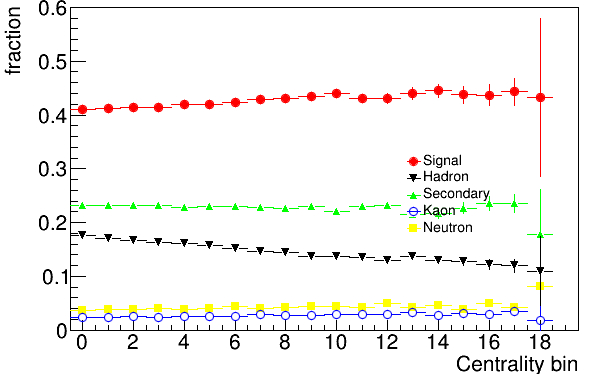 fraction
0.6
0.5
0.4
0.3
0.2
0.1
0
Signal
Hadron
Secondary
Kaon
Neutron
0 2 4 6 8 10 12 14 16 18
Centrality bin